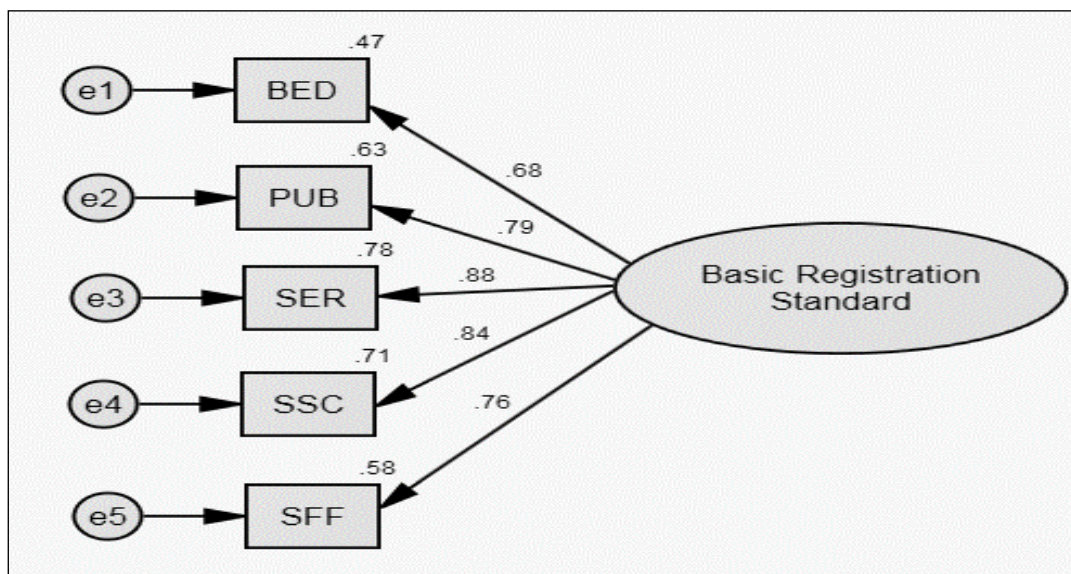 .47
e1
BED
.68
.63
e2
PUB
.79
.78
e3
SER
.88
Basic Registration
Standard
.71
e4
SSC
.84
.76
.58
e5
SFF